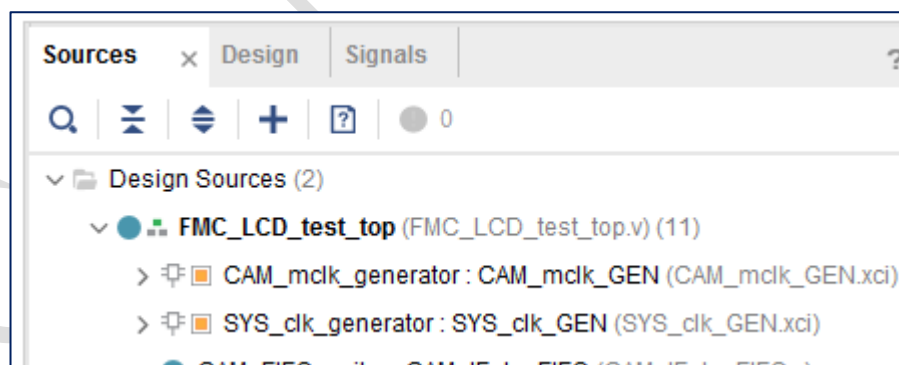 Sources × Design Signals ?
0
Design Sources (2)
FMC_LCD_test_top (FMC_LCD_test_top.v) (11)
CAM_mclk_generator : CAM_mclk_GEN (CAM_mclk_GEN.xci)
SYS_clk_generator : SYS_clk_GEN (SYS_clk_GEN.xci)